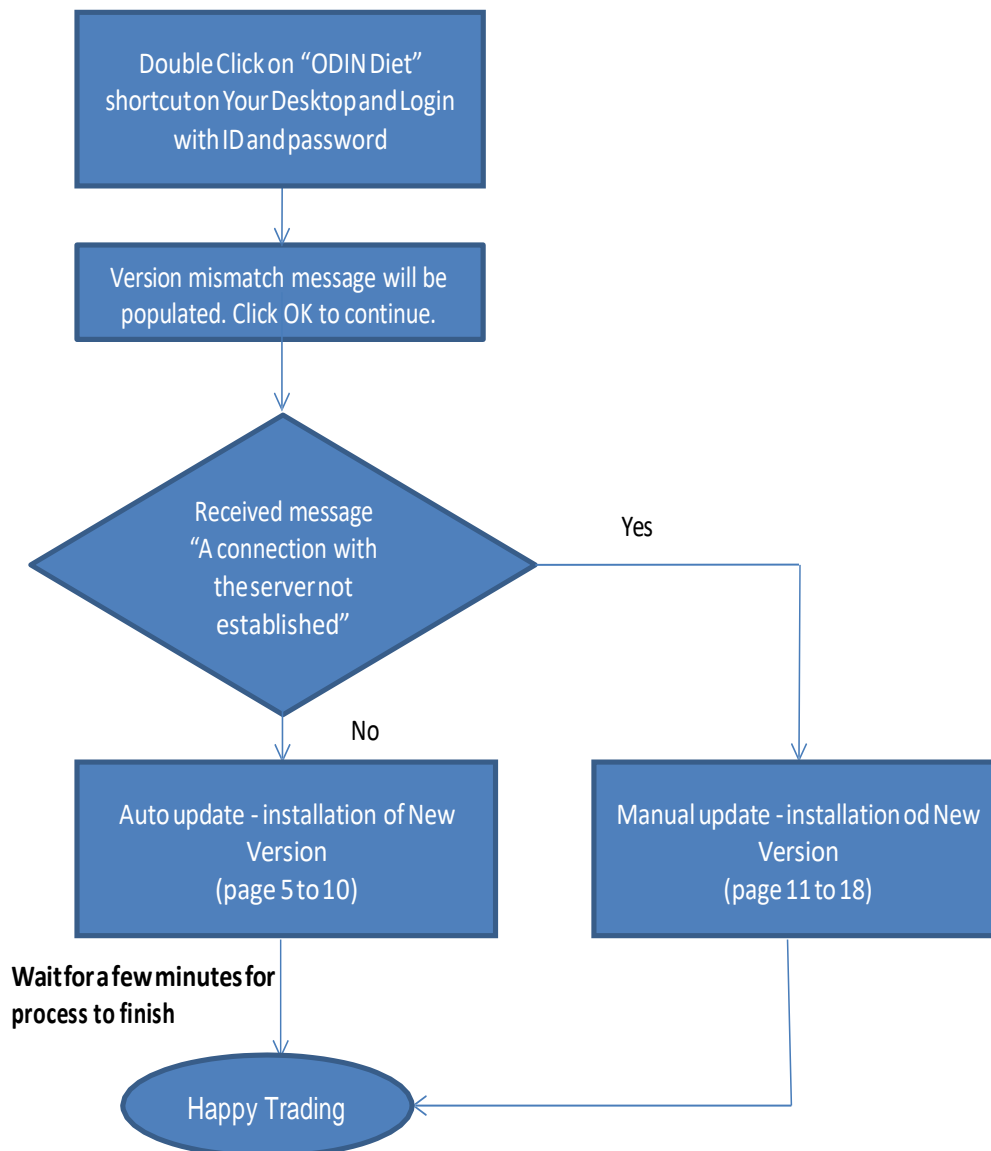 Double Click on “ODIN Diet”
shortcut on Your Desktop and Login
with ID and password
Version mismatch message will be
populated. Click OK to continue.
Received message
“A connection with
the server not
established”
Yes
No
Auto update - installation of New
Version
(page 5 to 10)
Manual update - installation od New
Version
(page 11 to 18)
Wait for a few minutes for
process to finish
Happy Trading